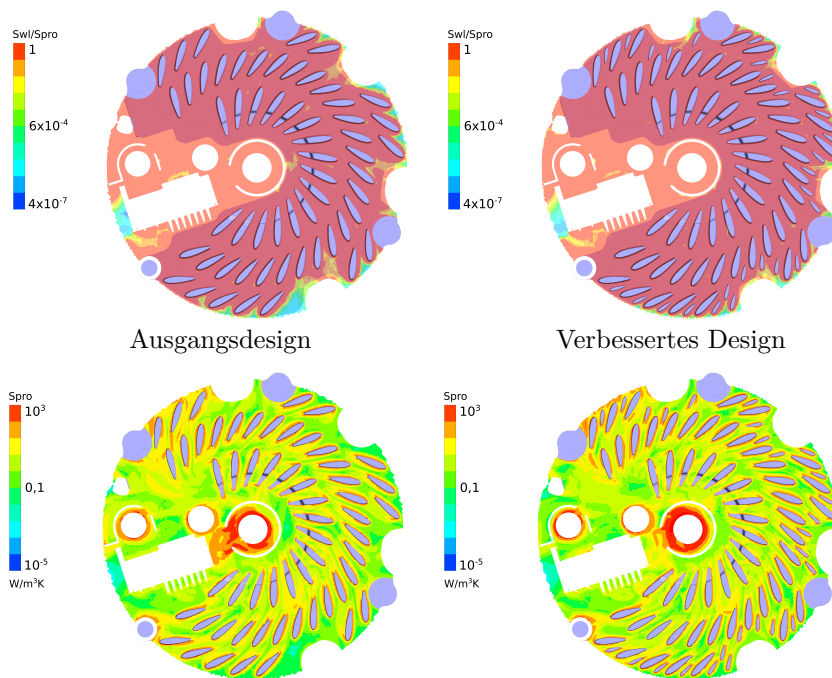 Swl/Spro
1
6x10⁻⁴
4x10⁻⁷
Swl/Spro
1
6x10⁻⁴
4x10⁻⁷
Ausgangsdesign
Verbessertes Design
Spro
10³
0,1
10⁻⁵
W/m³K
Spro
10³
0,1
10⁻⁵
W/m³K